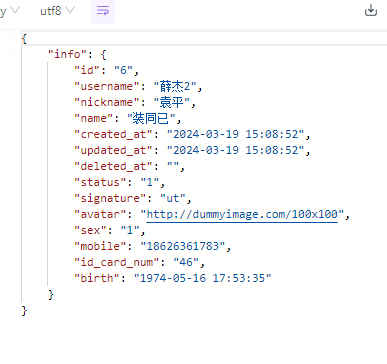 y utf8
{
"info": {
"id": "6",
"username": "薛杰2",
"nickname": "袁平",
"name": "装同已",
"created_at": "2024-03-19 15:08:52",
"updated_at": "2024-03-19 15:08:52",
"deleted_at": "",
"status": "1",
"signature": "ut",
"avatar": "http://dummyimage.com/100x100",
"sex": "1",
"mobile": "18626361783",
"id_card_num": "46",
"birth": "1974-05-16 17:53:35"
}
}